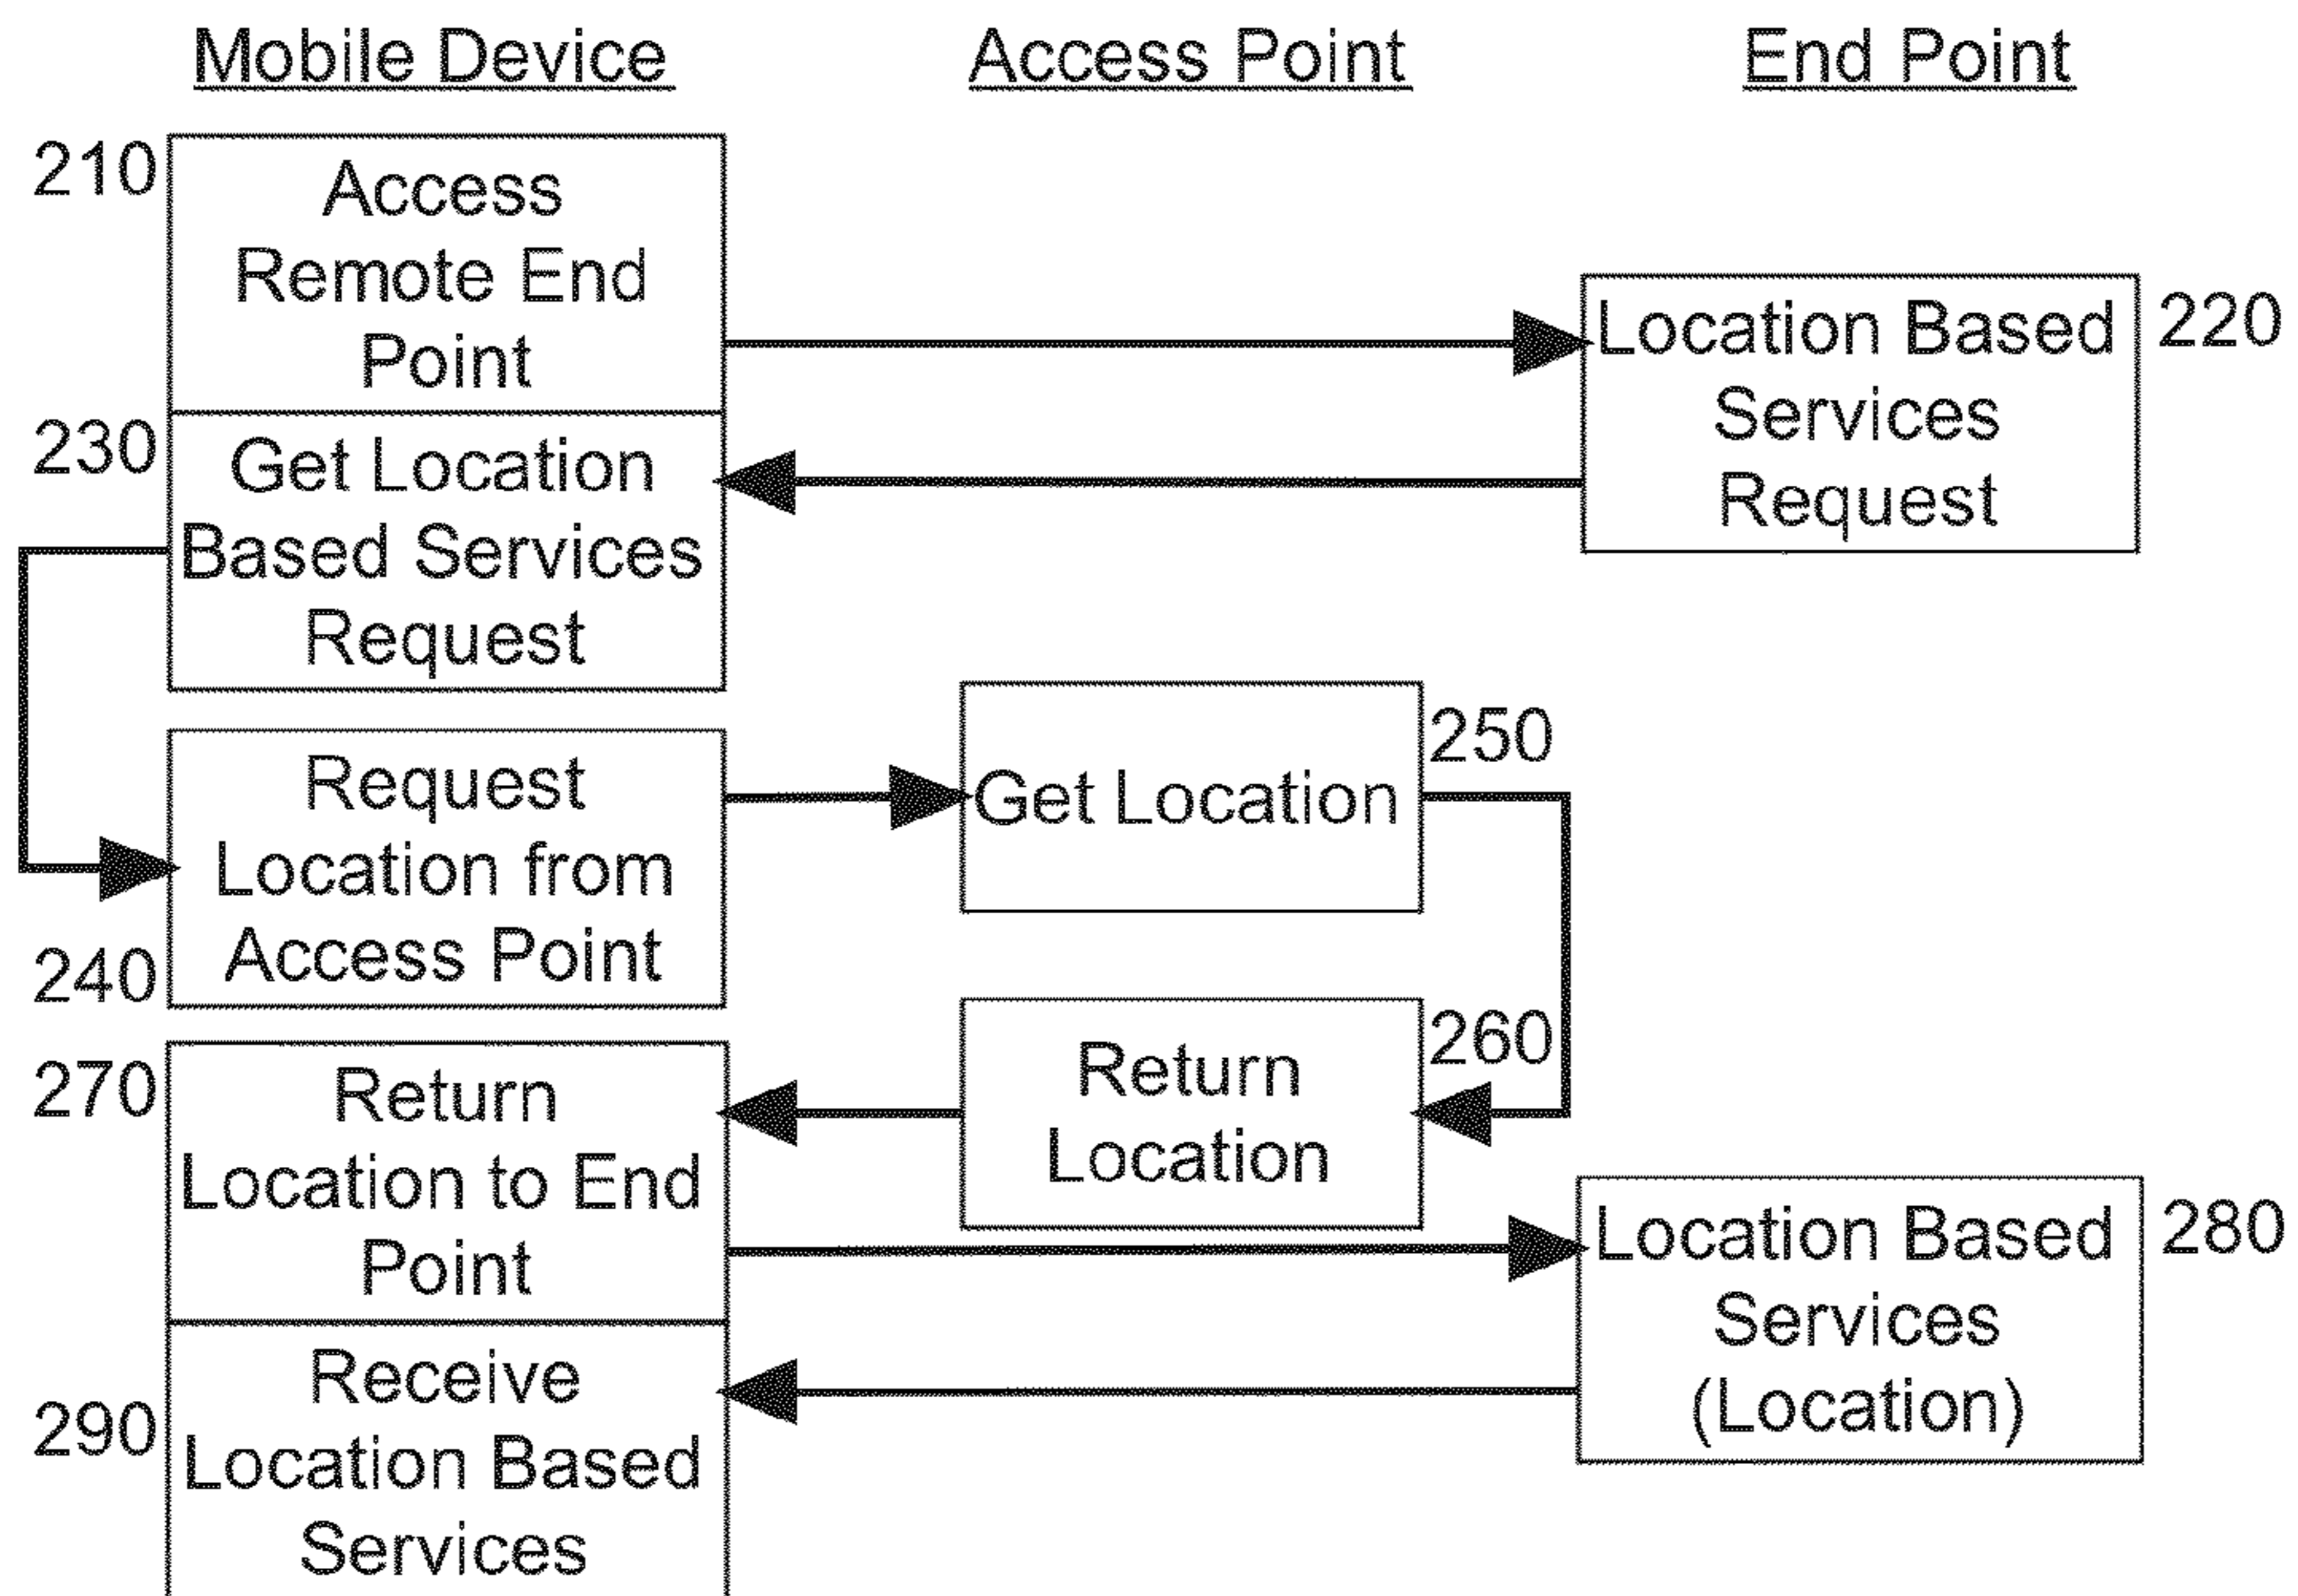 Mobile Device
Access Point
End Point
210
Access
Remote End
Point
Location Based
Services
Request
220
230
Get Location
Based Services
Request
Request
Location from
Access Point
240
Get Location
250
Return
Location
260
270
Return
Location to End
Point
Location Based
Services
(Location)
280
290
Receive
Location Based
Services